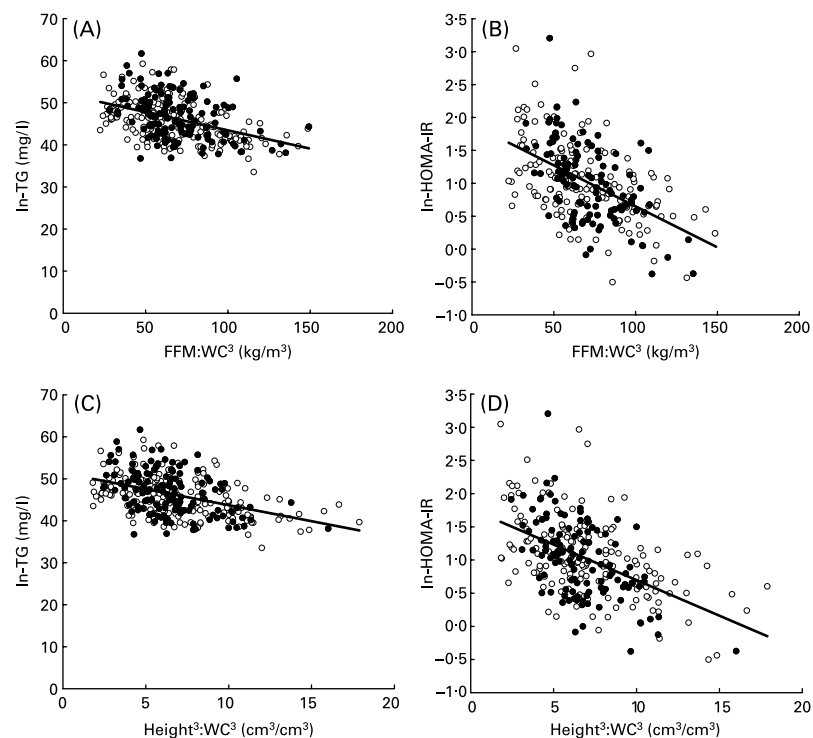 (A)
70
60
50
40
30
20
10
0
ln-TG (mg/l)
0 50 100 150 200
FFM:WC³ (kg/m³)
(B)
3·5
3·0
2·5
2·0
1·5
1·0
0·5
0·0
−0·5
−1·0
ln-HOMA-IR
0 50 100 150 200
FFM:WC³ (kg/m³)
(C)
70
60
50
40
30
20
10
0
ln-TG (mg/l)
0 5 10 15 20
Height³:WC³ (cm³/cm³)
(D)
3·5
3·0
2·5
2·0
1·5
1·0
0·5
0·0
−0·5
−1·0
ln-HOMA-IR
0 5 10 15 20
Height³:WC³ (cm³/cm³)